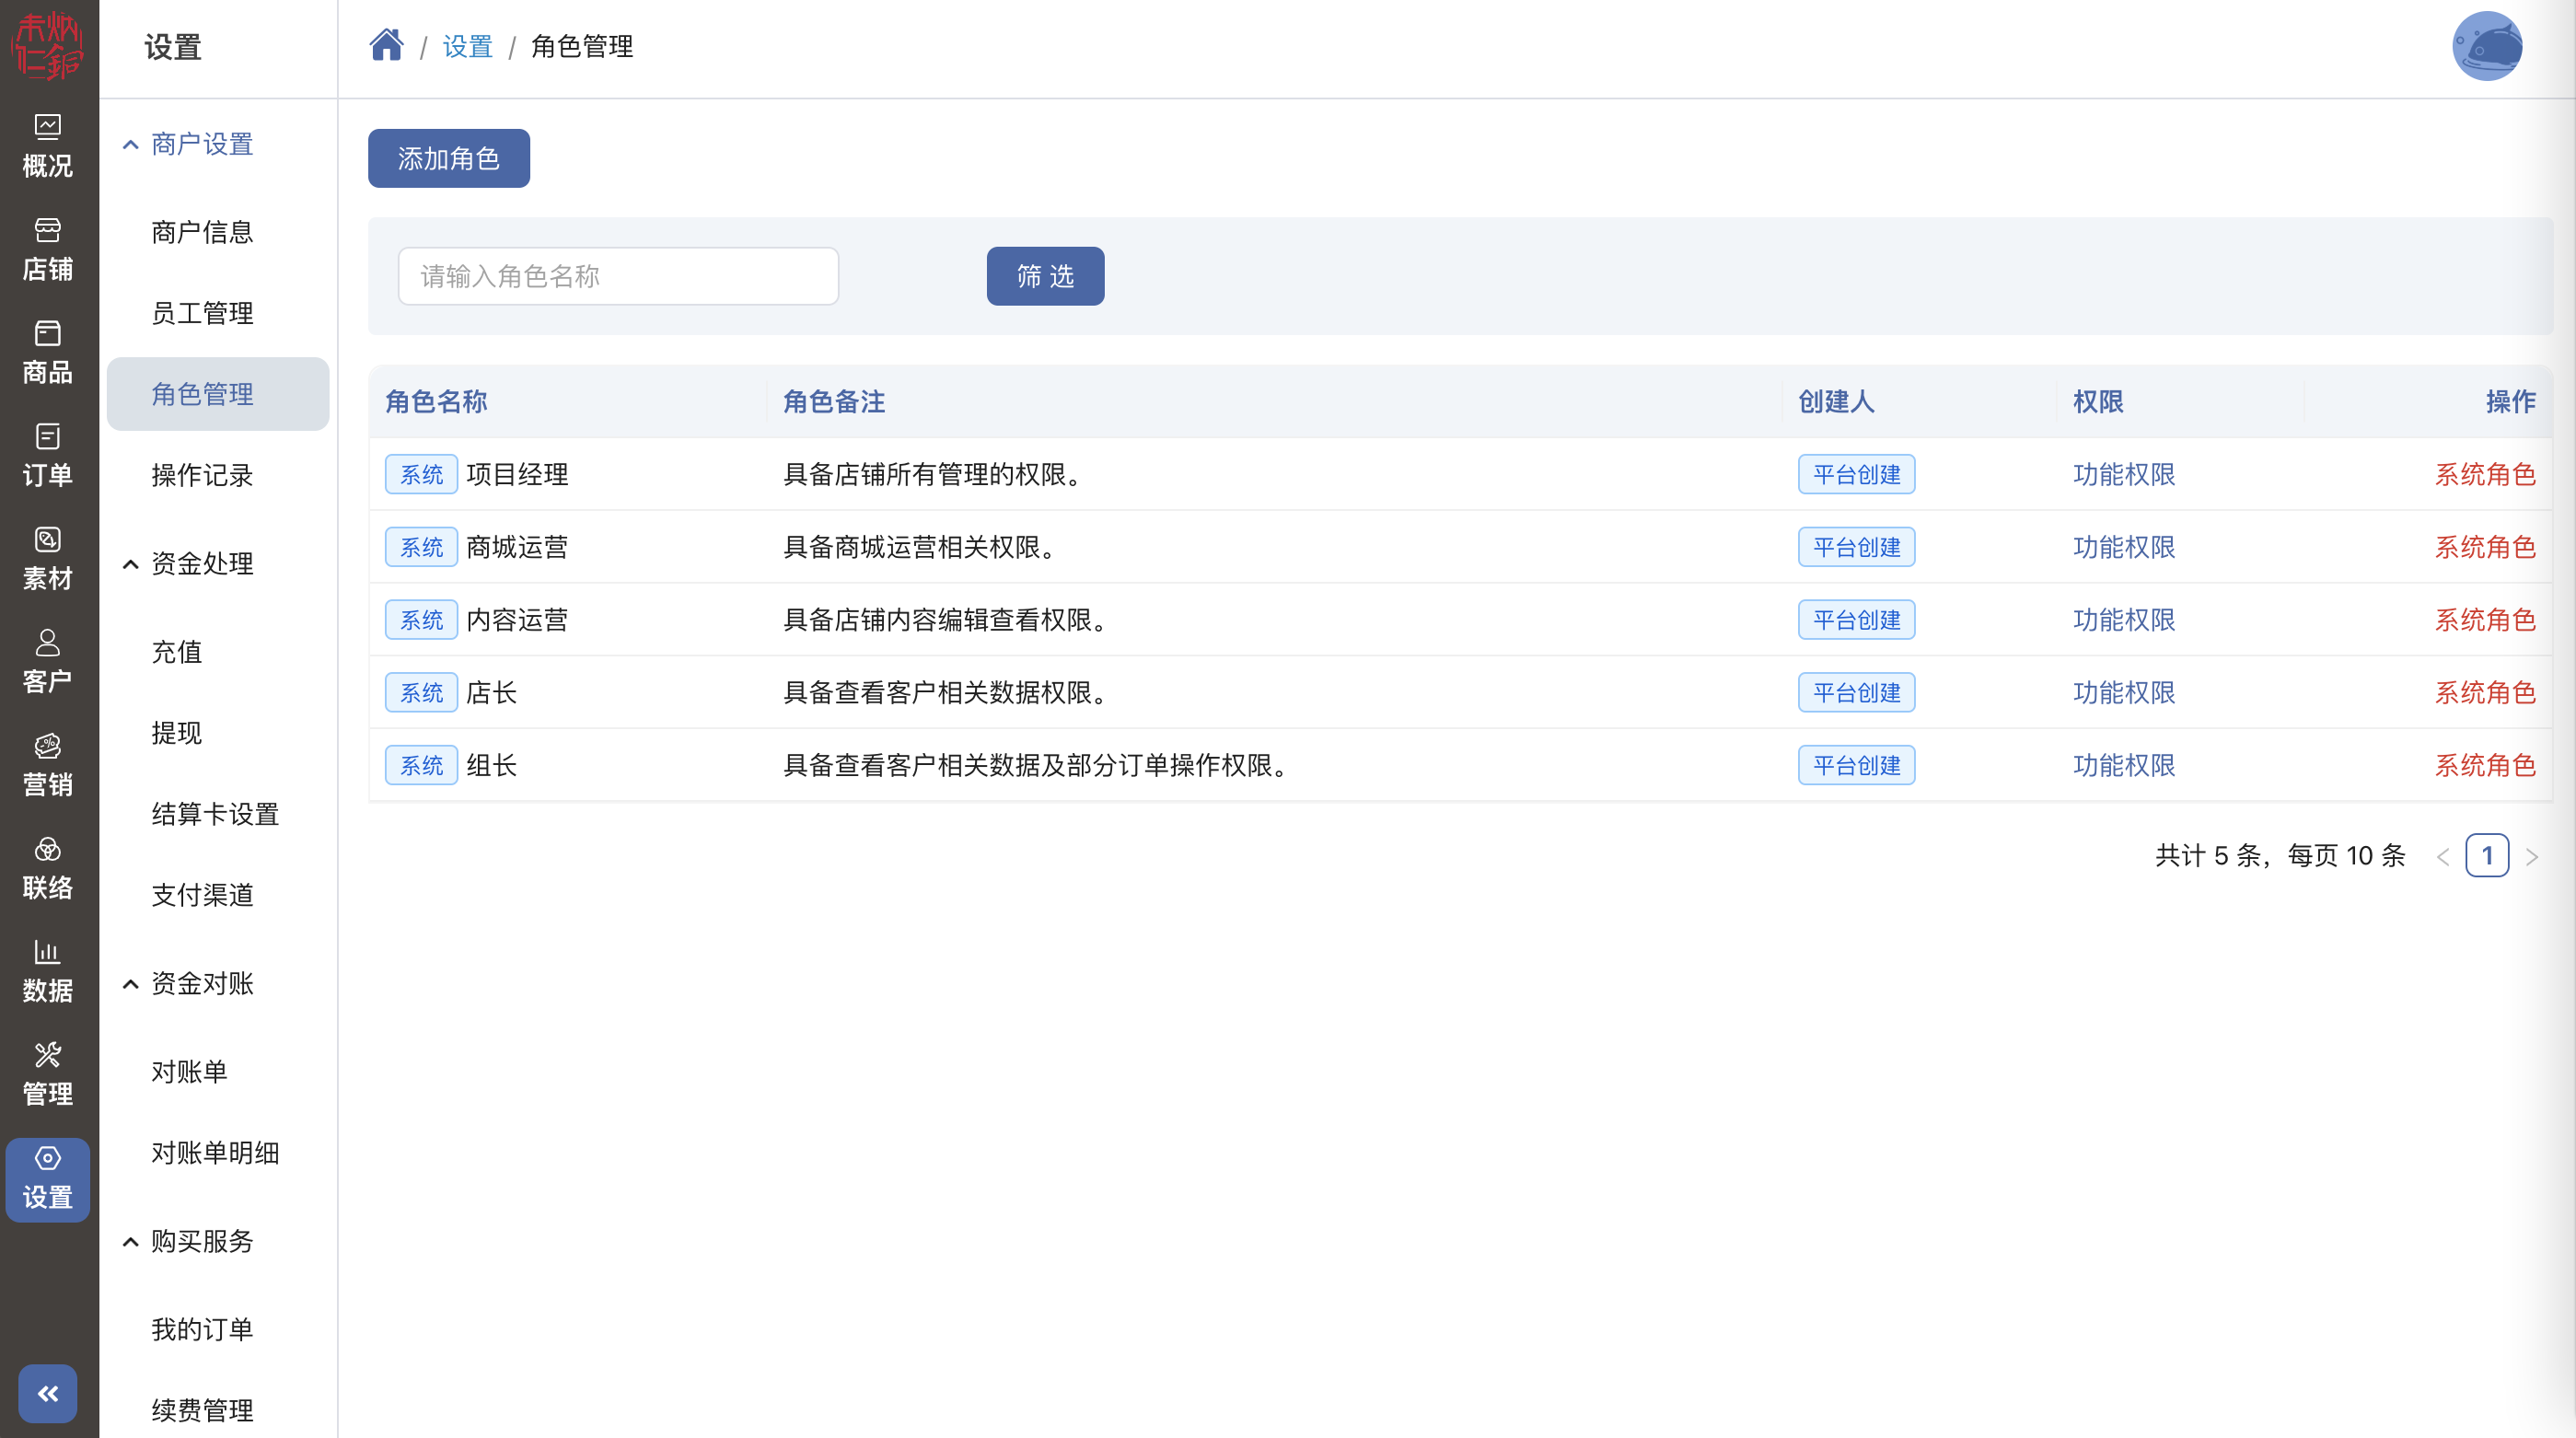 概况
店铺
商品
订单
素材
客户
营销
联络
数据
管理
设置
设置
商户设置
商户信息
员工管理
角色管理
操作记录
资金处理
充值
提现
结算卡设置
支付渠道
资金对账
对账单
对账单明细
购买服务
我的订单
续费管理
/ 设置 / 角色管理
添加角色
请输入角色名称 筛 选
角色名称 角色备注 创建人 权限 操作
系统 项目经理 具备店铺所有管理的权限。 平台创建 功能权限 系统角色
系统 商城运营 具备商城运营相关权限。 平台创建 功能权限 系统角色
系统 内容运营 具备店铺内容编辑查看权限。 平台创建 功能权限 系统角色
系统 店长 具备查看客户相关数据权限。 平台创建 功能权限 系统角色
系统 组长 具备查看客户相关数据及部分订单操作权限。 平台创建 功能权限 系统角色
共计 5 条，每页 10 条 < 1 >